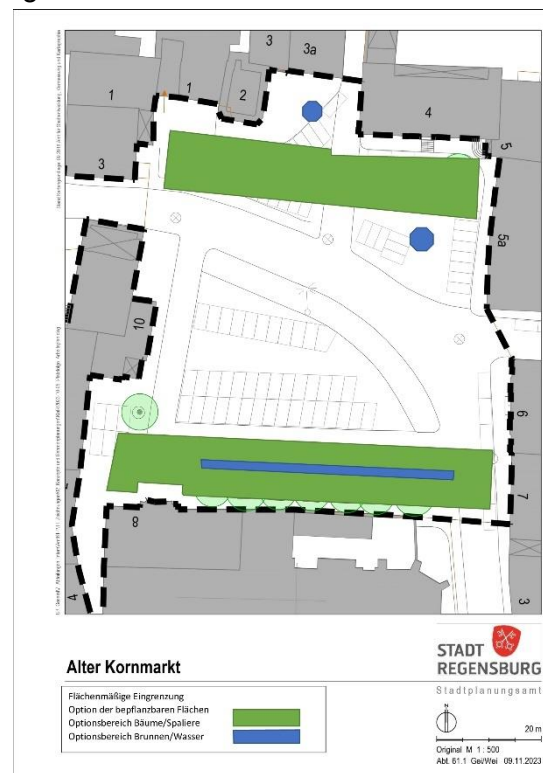 3
3a
1
1
2
4
5
3
5a
10
6
7
8
4
3
Alter Kornmarkt
STADT
REGENSBURG
Stadtplanungsamt
Flächenmäßige Eingrenzung
Option der bepflanzbaren Flächen
Optionsbereich Bäume/Spaliere
Optionsbereich Brunnen/Wasser
20 m
Original M 1 : 500
Abt. 61.1 Gei/Wei 09.11.2023